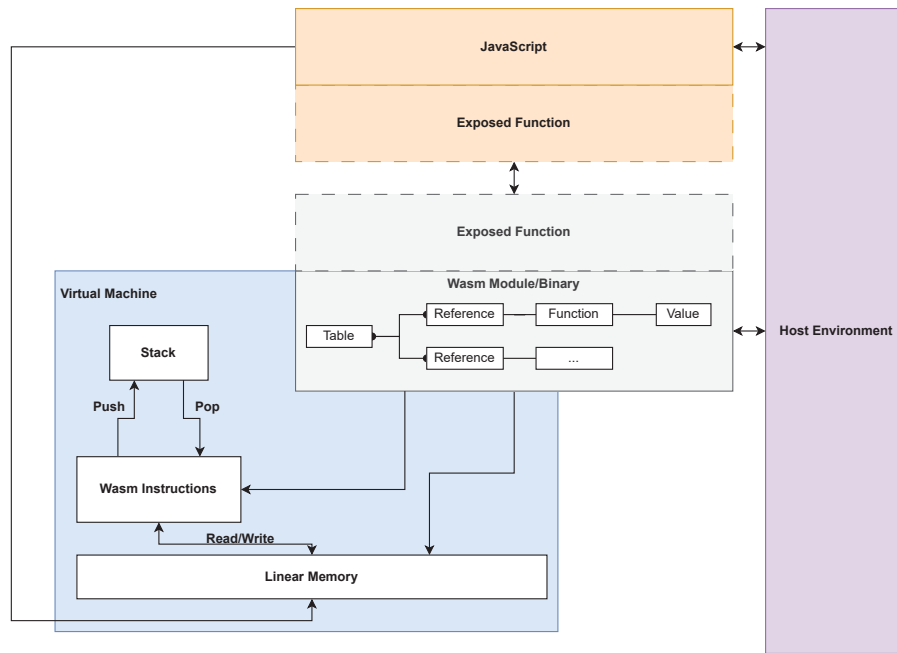 JavaScript
Exposed Function
Exposed Function
Wasm Module/Binary
Virtual Machine
Reference
Function
Value
Table
Reference
...
Host Environment
Stack
Push
Pop
Wasm Instructions
Read/Write
Linear Memory